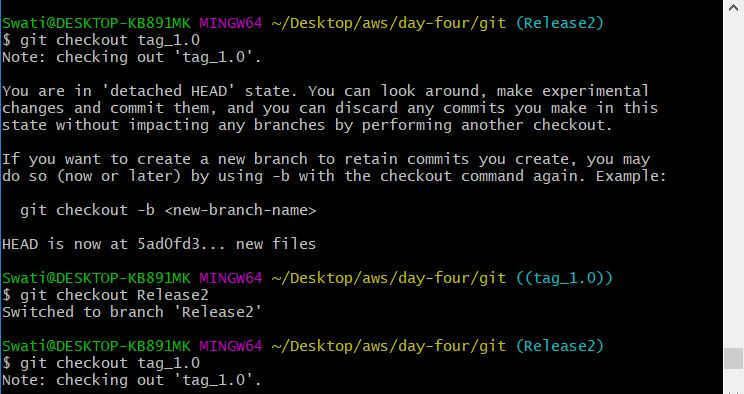 Swati@DESKTOP-KB891MK MINGW64 ~/Desktop/aws/day-four/git (Release2)
$ git checkout tag_1.0
Note: checking out 'tag_1.0'.

You are in 'detached HEAD' state. You can look around, make experimental
changes and commit them, and you can discard any commits you make in this
state without impacting any branches by performing another checkout.

If you want to create a new branch to retain commits you create, you may
do so (now or later) by using -b with the checkout command again. Example:

  git checkout -b <new-branch-name>

HEAD is now at 5ad0fd3... new files

Swati@DESKTOP-KB891MK MINGW64 ~/Desktop/aws/day-four/git ((tag_1.0))
$ git checkout Release2
Switched to branch 'Release2'

Swati@DESKTOP-KB891MK MINGW64 ~/Desktop/aws/day-four/git (Release2)
$ git checkout tag_1.0
Note: checking out 'tag_1.0'.